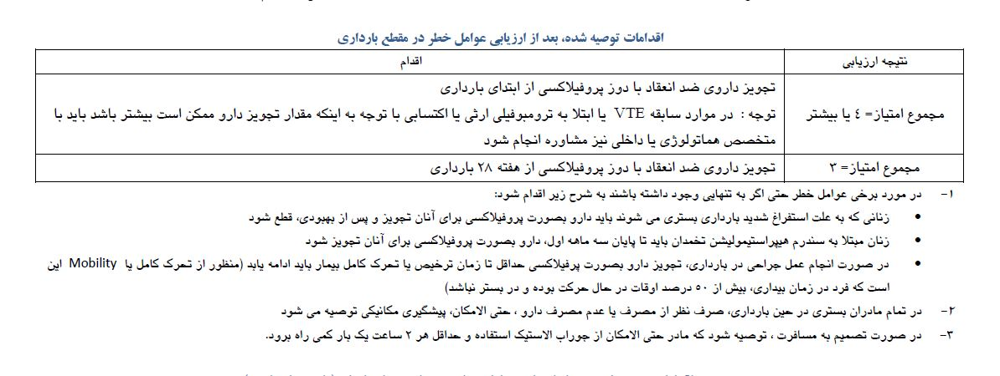 اقدامات توصیه شده، بعد از ارزیابی عوامل خطر در مقطع بارداری
نتیجه ارزیابی	اقدام
مجموع امتیاز= ٤ یا بیشتر	تجویز داروی ضد انعقاد با دوز پروفیلاکسی از ابتدای بارداری
توجه : در موارد سابقه VTE یا ابتلا به ترومبوفیلی ارثی یا اکتسابی با توجه به اینکه مقدار تجویز دارو ممکن است بیشتر باشد باید با
متخصص هماتولوژی یا داخلی نیز مشاوره انجام شود
مجموع امتیاز= ۳	تجویز داروی ضد انعقاد با دوز پروفیلاکسی از هفته ۲۸ بارداری
۱- در مورد برخی عوامل خطر حتی اگر به تنهایی وجود داشته باشند به شرح زیر اقدام شود:
• زنانی که به علت استفراغ شدید بارداری بستری می شوند باید دارو بصورت پروفیلاکسی برای آنان تجویز و پس از بهبودی، قطع شود
• زنان مبتلا به سندرم هیپراستیمولیشن تخمدان باید تا پایان سه ماهه اول، دارو بصورت پروفیلاکسی برای آنان تجویز شود
• در صورت انجام عمل جراحی در بارداری، تجویز دارو بصورت پرفیلاکسی حداقل تا زمان ترخیص یا تحرک کامل بیمار باید ادامه یابد (منظور از تحرک کامل یا Mobility این
است که فرد در زمان بیداری، بیش از ۵۰ درصد اوقات در حال حرکت بوده و در بستر نباشد)
۲- در تمام مادران بستری در حین بارداری، صرف نظر از مصرف یا عدم مصرف دارو ، حتی الامکان، پیشگیری مکانیکی توصیه می شود
۳- در صورت تصمیم به مسافرت ، توصیه شود که مادر حتی الامکان از جوراب الاستیک استفاده و حداقل هر ۲ ساعت یک بار کمی راه برود.